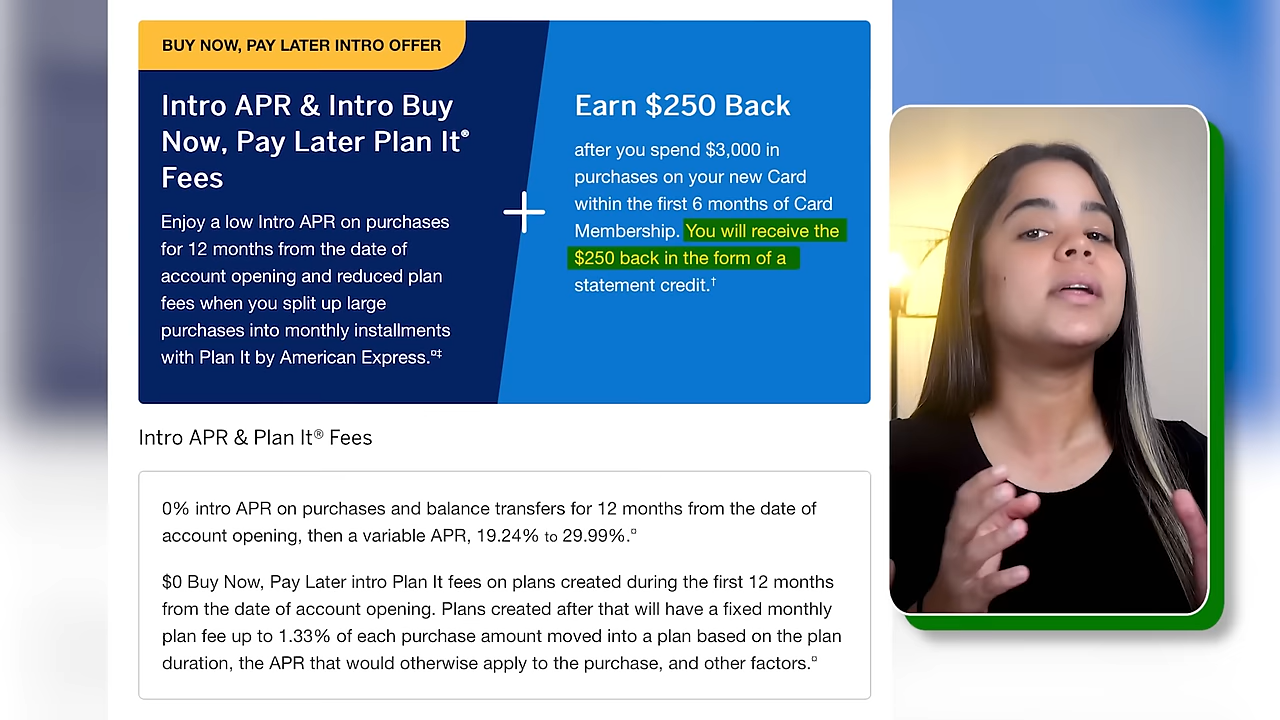 BUY NOW, PAY LATER INTRO OFFER
Intro APR & Intro Buy
Now, Pay Later Plan It®
Fees
Enjoy a low Intro APR on purchases
for 12 months from the date of
account opening and reduced plan
fees when you split up large
purchases into monthly installments
with Plan It by American Express.¤‡
Earn $250 Back
after you spend $3,000 in
purchases on your new Card
within the first 6 months of Card
Membership. You will receive the
$250 back in the form of a
statement credit.†
Intro APR & Plan It® Fees
0% intro APR on purchases and balance transfers for 12 months from the date of
account opening, then a variable APR, 19.24% to 29.99%.¤
$0 Buy Now, Pay Later intro Plan It fees on plans created during the first 12 months
from the date of account opening. Plans created after that will have a fixed monthly
plan fee up to 1.33% of each purchase amount moved into a plan based on the plan
duration, the APR that would otherwise apply to the purchase, and other factors.¤